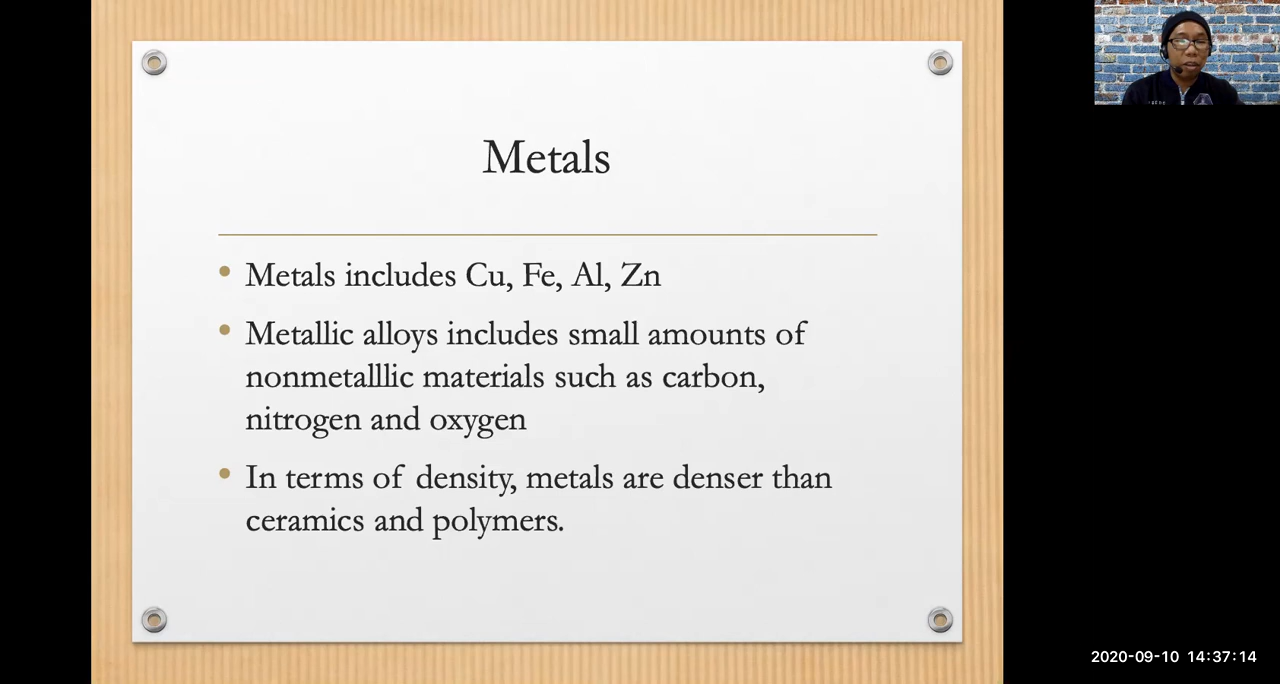 Metals
• Metals includes Cu, Fe, Al, Zn
• Metallic alloys includes small amounts of
nonmetalllic materials such as carbon,
nitrogen and oxygen
• In terms of density, metals are denser than
ceramics and polymers.
2020-09-10 14:37:14